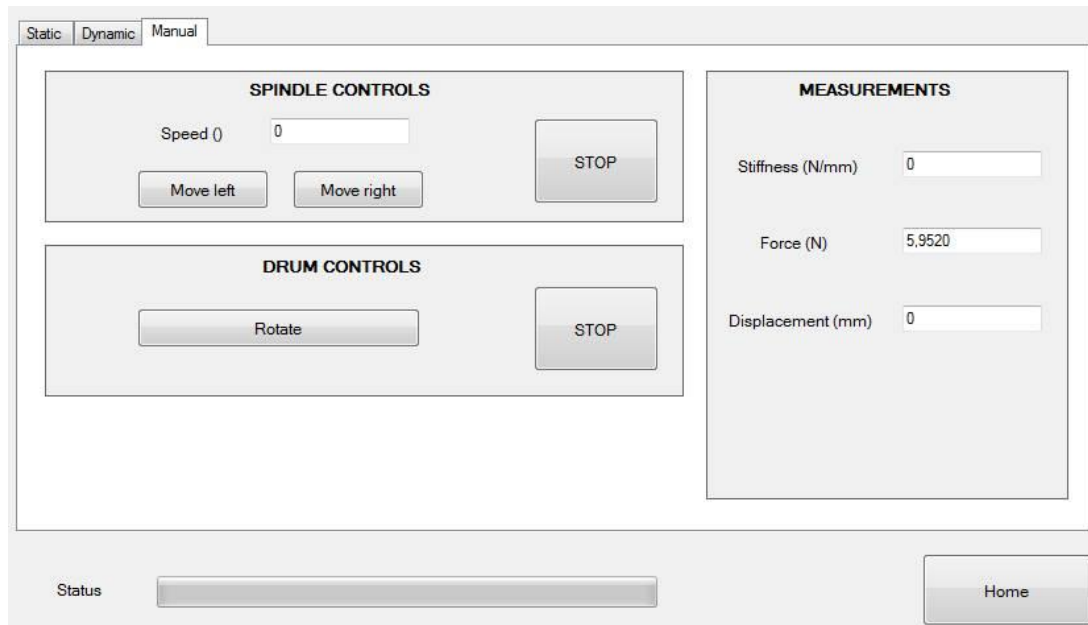 Static Dynamic Manual
SPINDLE CONTROLS
Speed () 0
Move left Move right STOP
DRUM CONTROLS
Rotate STOP
MEASUREMENTS
Stiffness (N/mm) 0
Force (N) 5,9520
Displacement (mm) 0
Status
Home